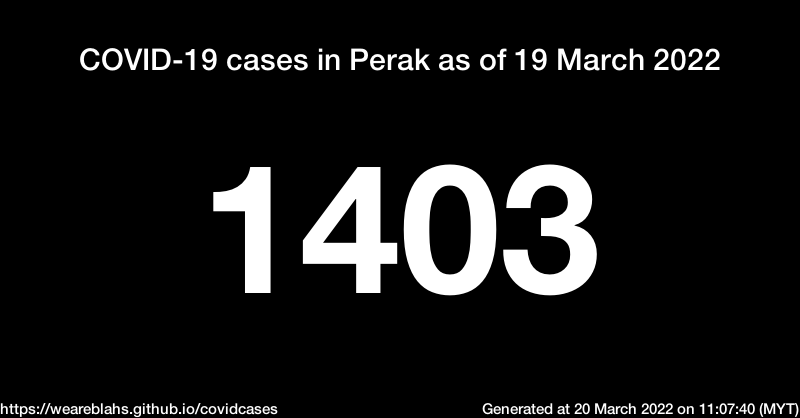 COVID-19 cases in Perak as of 19 March 2022
1403
https://weareblahs.github.io/covidcases
Generated at 20 March 2022 on 11:07:40 (MYT)